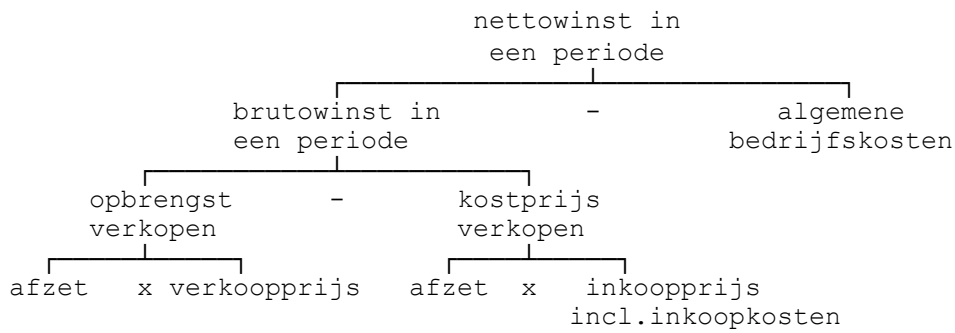 nettowinst in
een periode
brutowinst in - algemene
een periode bedrijfskosten
opbrengst - kostprijs
verkopen verkopen
afzet x verkoopprijs afzet x inkoopprijs
incl.inkoopkosten